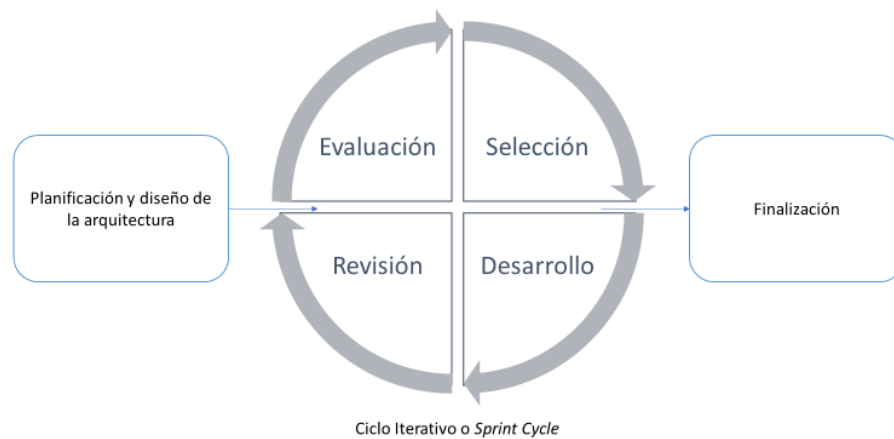 Evaluación
Selección
Planificación y diseño de
la arquitectura
Finalización
Revisión
Desarrollo
Ciclo Iterativo o Sprint Cycle